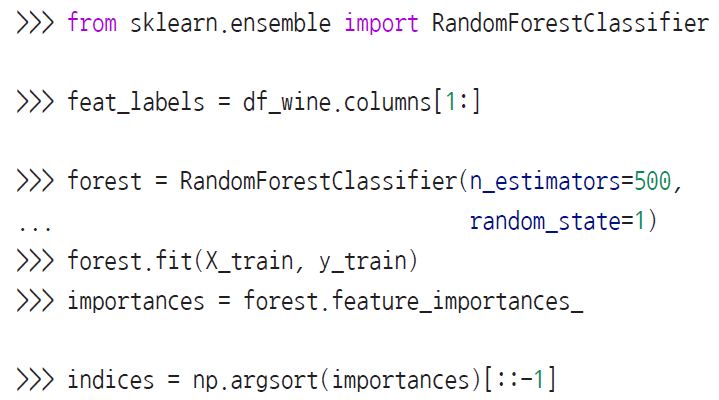 >>> from sklearn.ensemble import RandomForestClassifier
>>> feat_labels = df_wine.columns[1:]
>>> forest = RandomForestClassifier(n_estimators=500,
... random_state=1)
>>> forest.fit(X_train, y_train)
>>> importances = forest.feature_importances_
>>> indices = np.argsort(importances)[::-1]